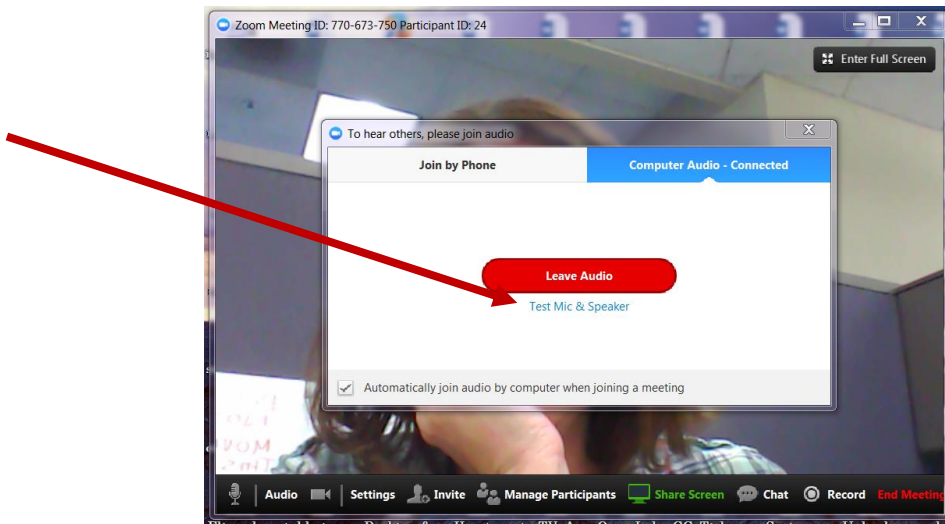 Zoom Meeting ID: 770-673-750 Participant ID: 24
Enter Full Screen
To hear others, please join audio
Join by Phone
Computer Audio - Connected
Leave Audio
Test Mic & Speaker
Automatically join audio by computer when joining a meeting
Audio Settings Invite Manage Participants Share Screen Chat Record End Meeting